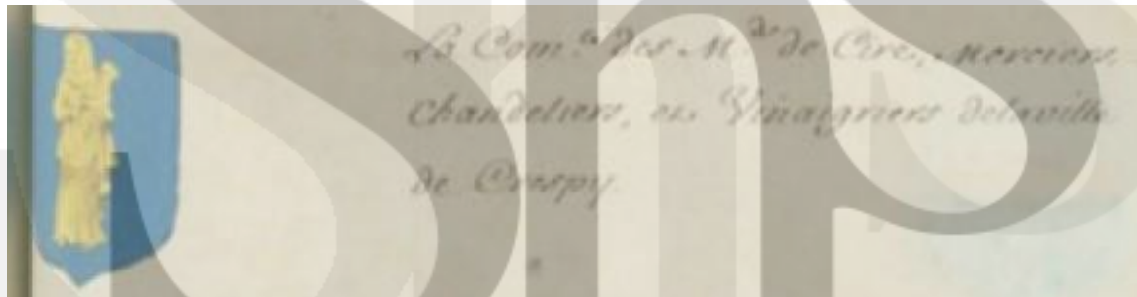 La Com.té des M.ds de Cire, Merciers,
chandeliers, et Vinaigriers delaville
de Crespy.